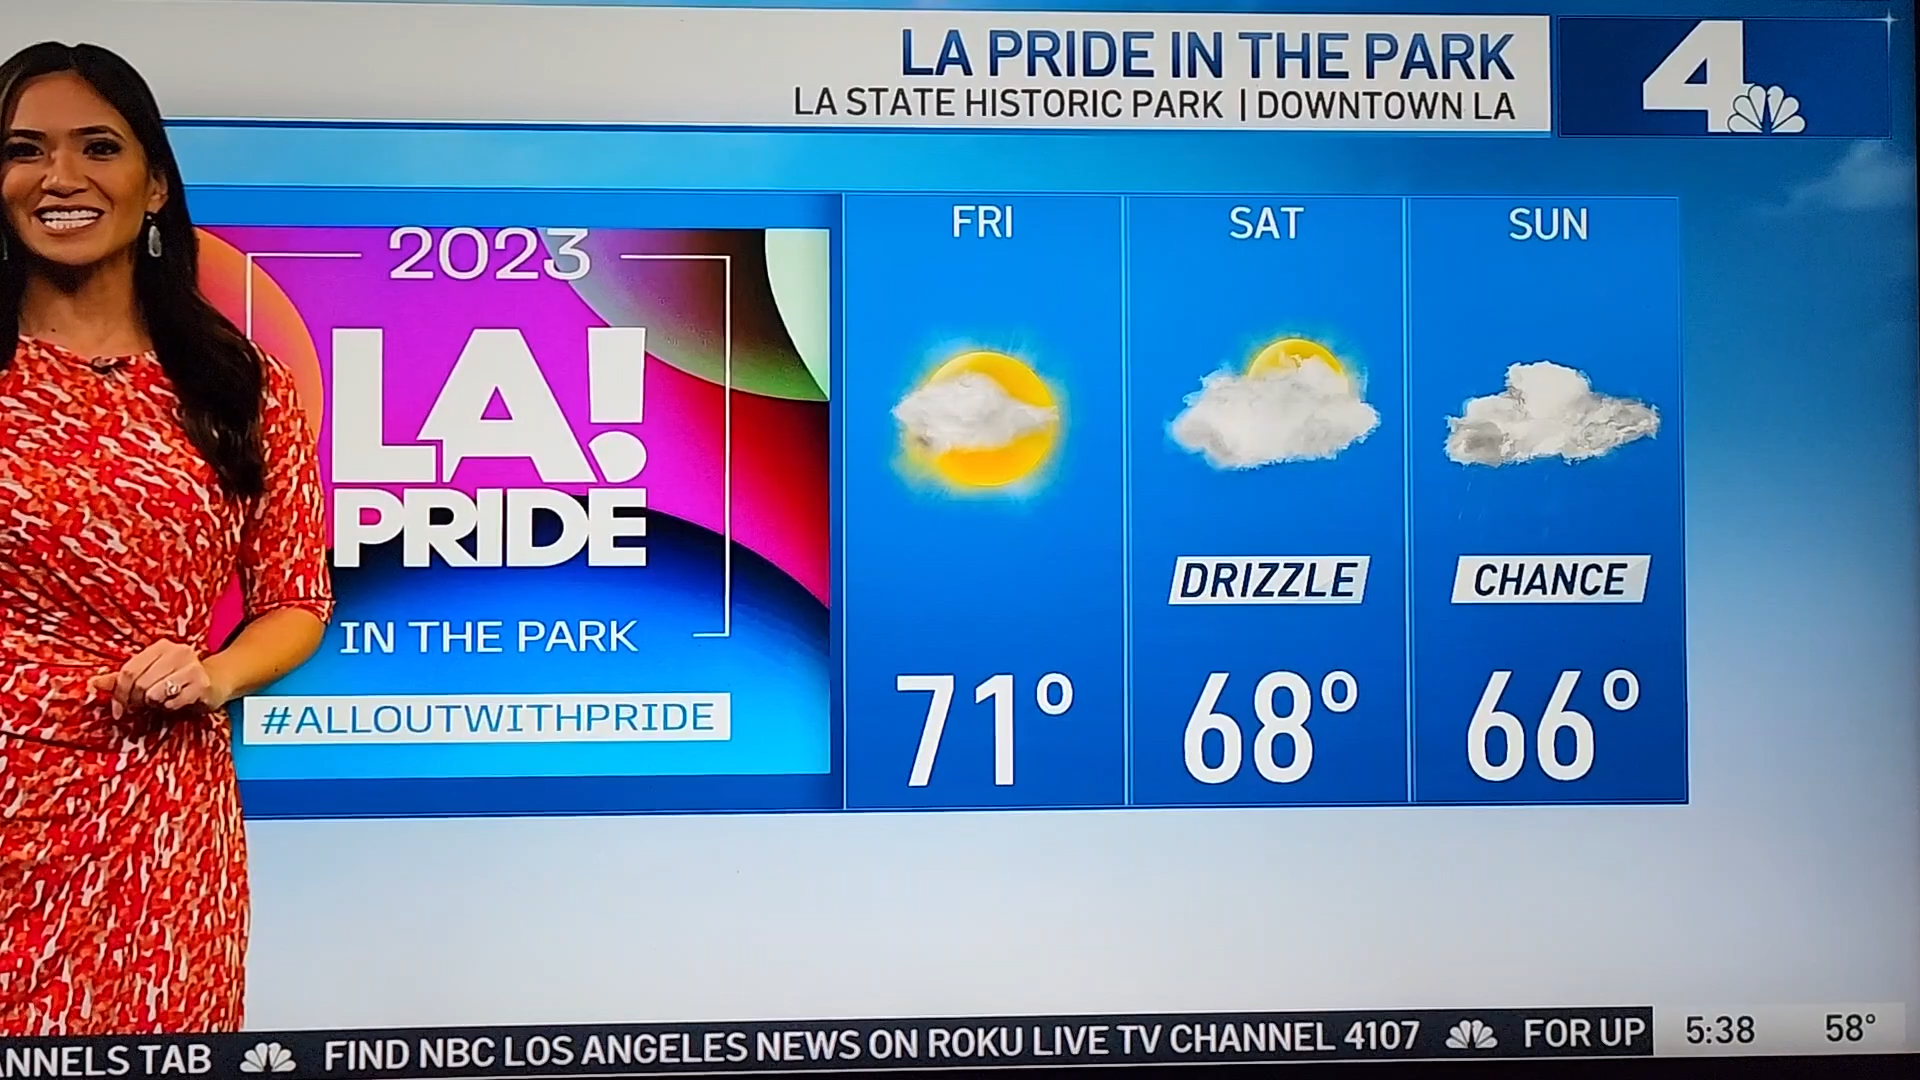 LA PRIDE IN THE PARK
LA STATE HISTORIC PARK | DOWNTOWN LA
4
2023
LA!
PRIDE
IN THE PARK
#ALLOUTWITHPRIDE
FRI
71°
SAT
DRIZZLE
68°
SUN
CHANCE
66°
ANNELS TAB FIND NBC LOS ANGELES NEWS ON ROKU LIVE TV CHANNEL 4107 FOR UP
5:38 58°